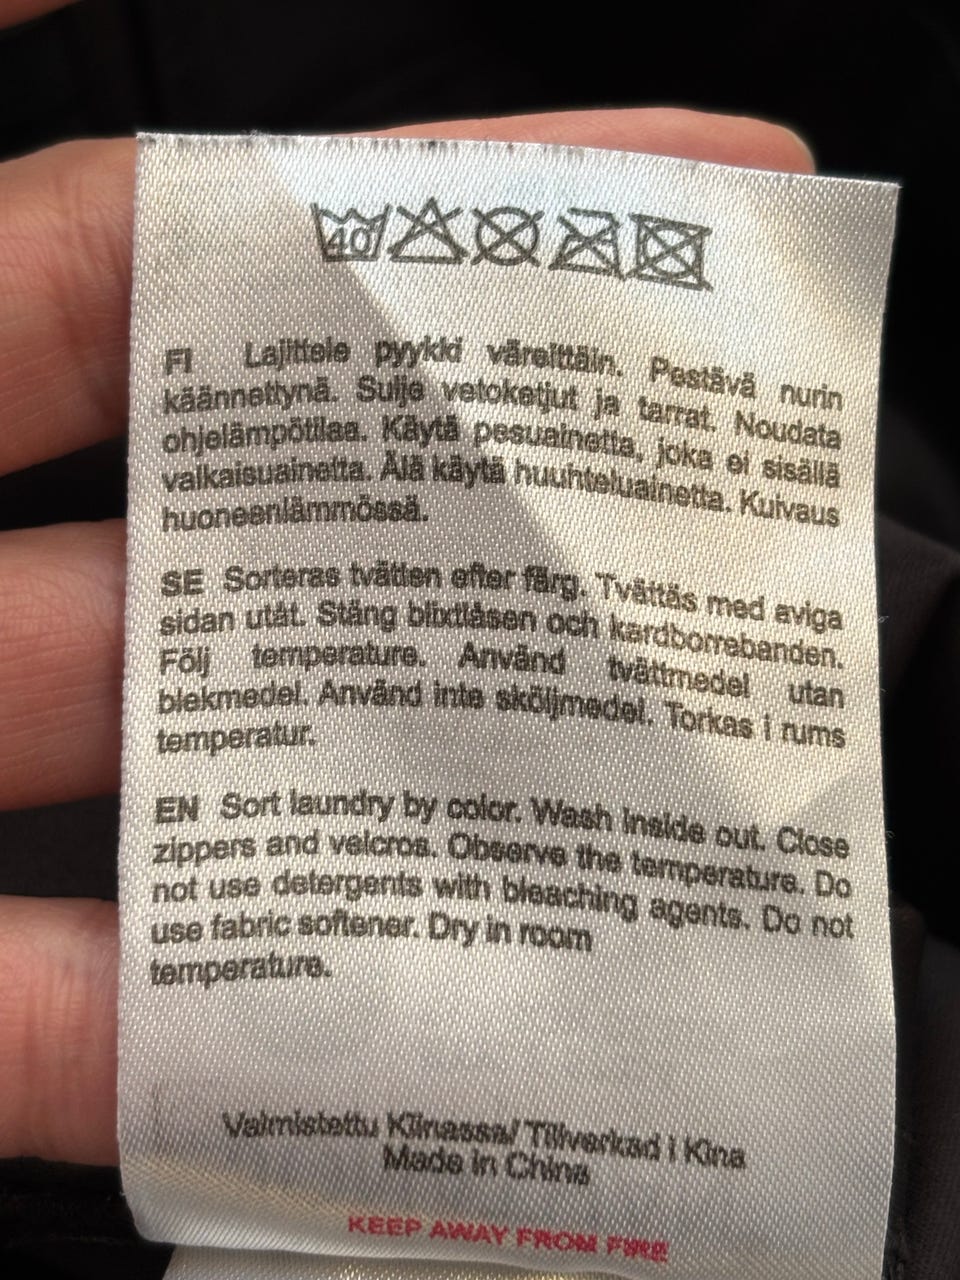 40
FI Lajittele pyykki väreittäin. Pestävä nurin
käännettynä. Sulje vetoketjut ja tarrat. Noudata
ohjelämpötilaa. Käytä pesuainetta, joka ei sisällä
valkaisuainetta. Älä käytä huuhteluainetta. Kuivaus
huoneenlämmössä.
SE Sorteras tvätten efter färg. Tvättäs med aviga
sidan utåt. Stäng blixtlåsen och kardborrebanden.
Följ temperature. Använd tvättmedel utan
blekmedel. Använd inte sköljmedel. Torkas i rums
temperatur.
EN Sort laundry by color. Wash inside out. Close
zippers and velcros. Observe the temperature. Do
not use detergents with bleaching agents. Do not
use fabric softener. Dry in room
temperature.
Valmistettu Kiinassa/ Tillverkad i Kina
Made in China
KEEP AWAY FROM FIRE